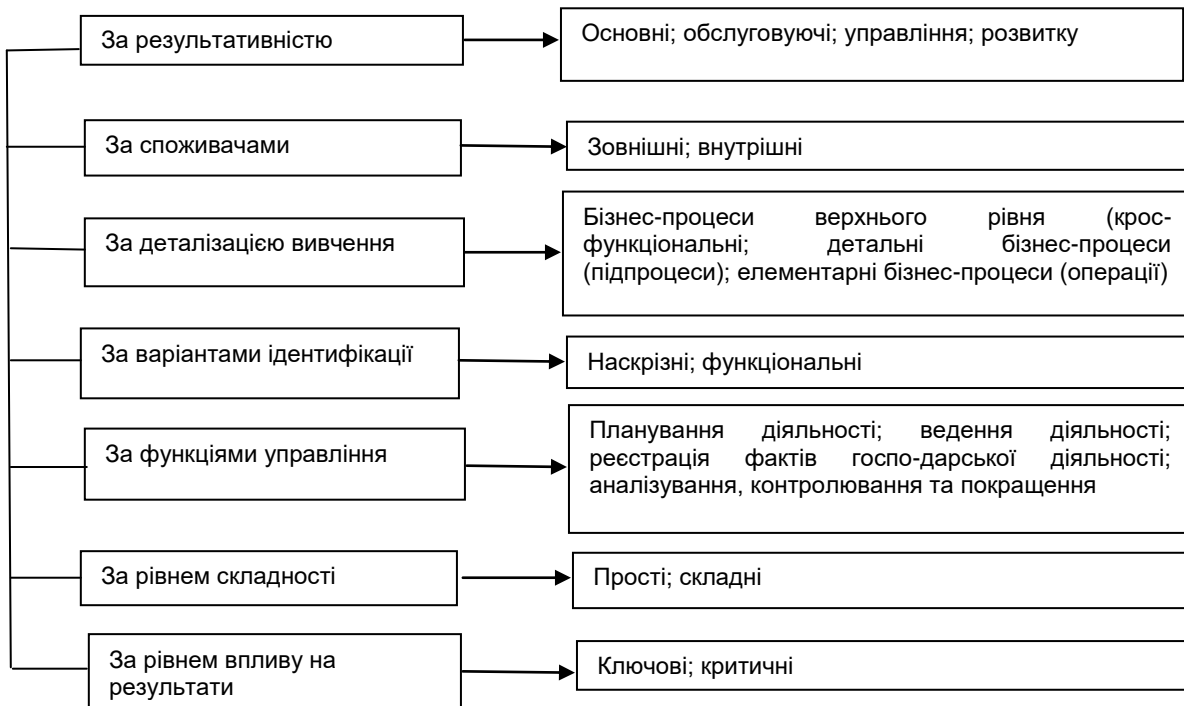 За результативністю
Основні; обслуговуючі; управління; розвитку
За споживачами
Зовнішні; внутрішні
За деталізацією вивчення
Бізнес-процеси верхнього рівня (крос-
функціональні; детальні бізнес-процеси
(підпроцеси); елементарні бізнес-процеси (операції)
За варіантами ідентифікації
Наскрізні; функціональні
За функціями управління
Планування діяльності; ведення діяльності;
реєстрація фактів госпо-дарської діяльності;
аналізування, контролювання та покращення
За рівнем складності
Прості; складні
За рівнем впливу на
результати
Ключові; критичні